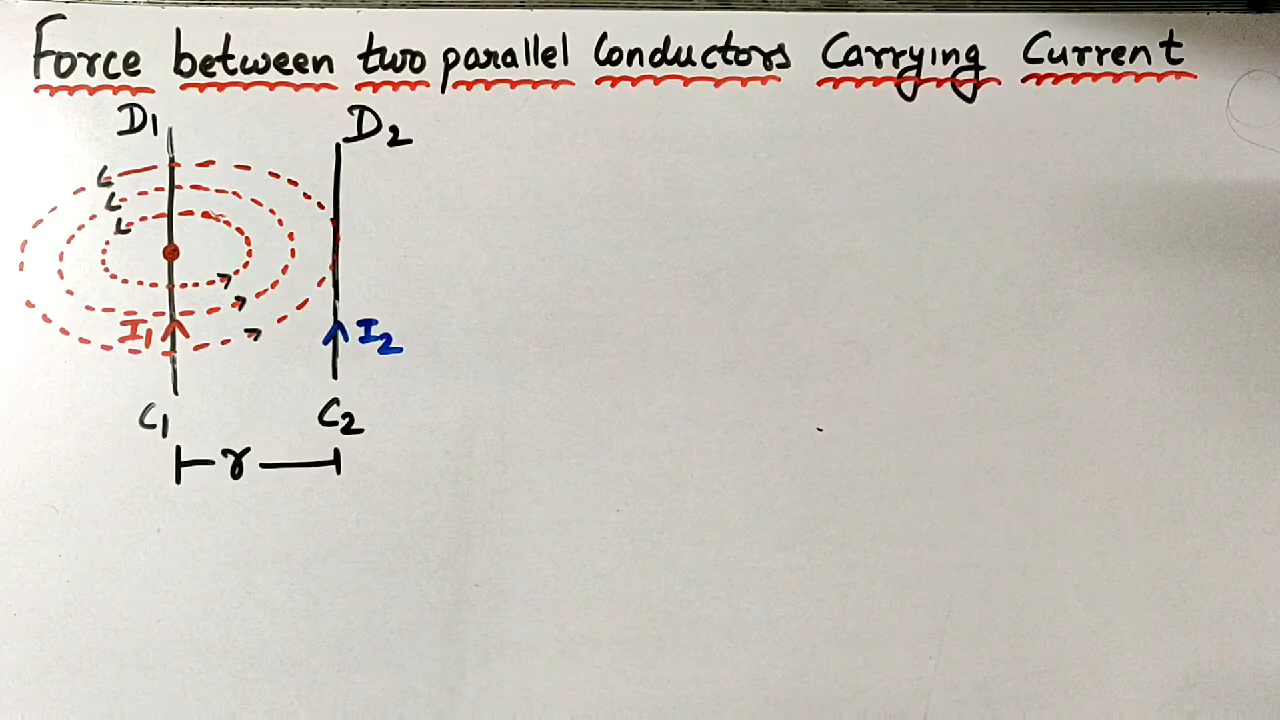 Force between two parallel Conductors Carrying Current
D1 D2
I1 I2
C1 C2
r